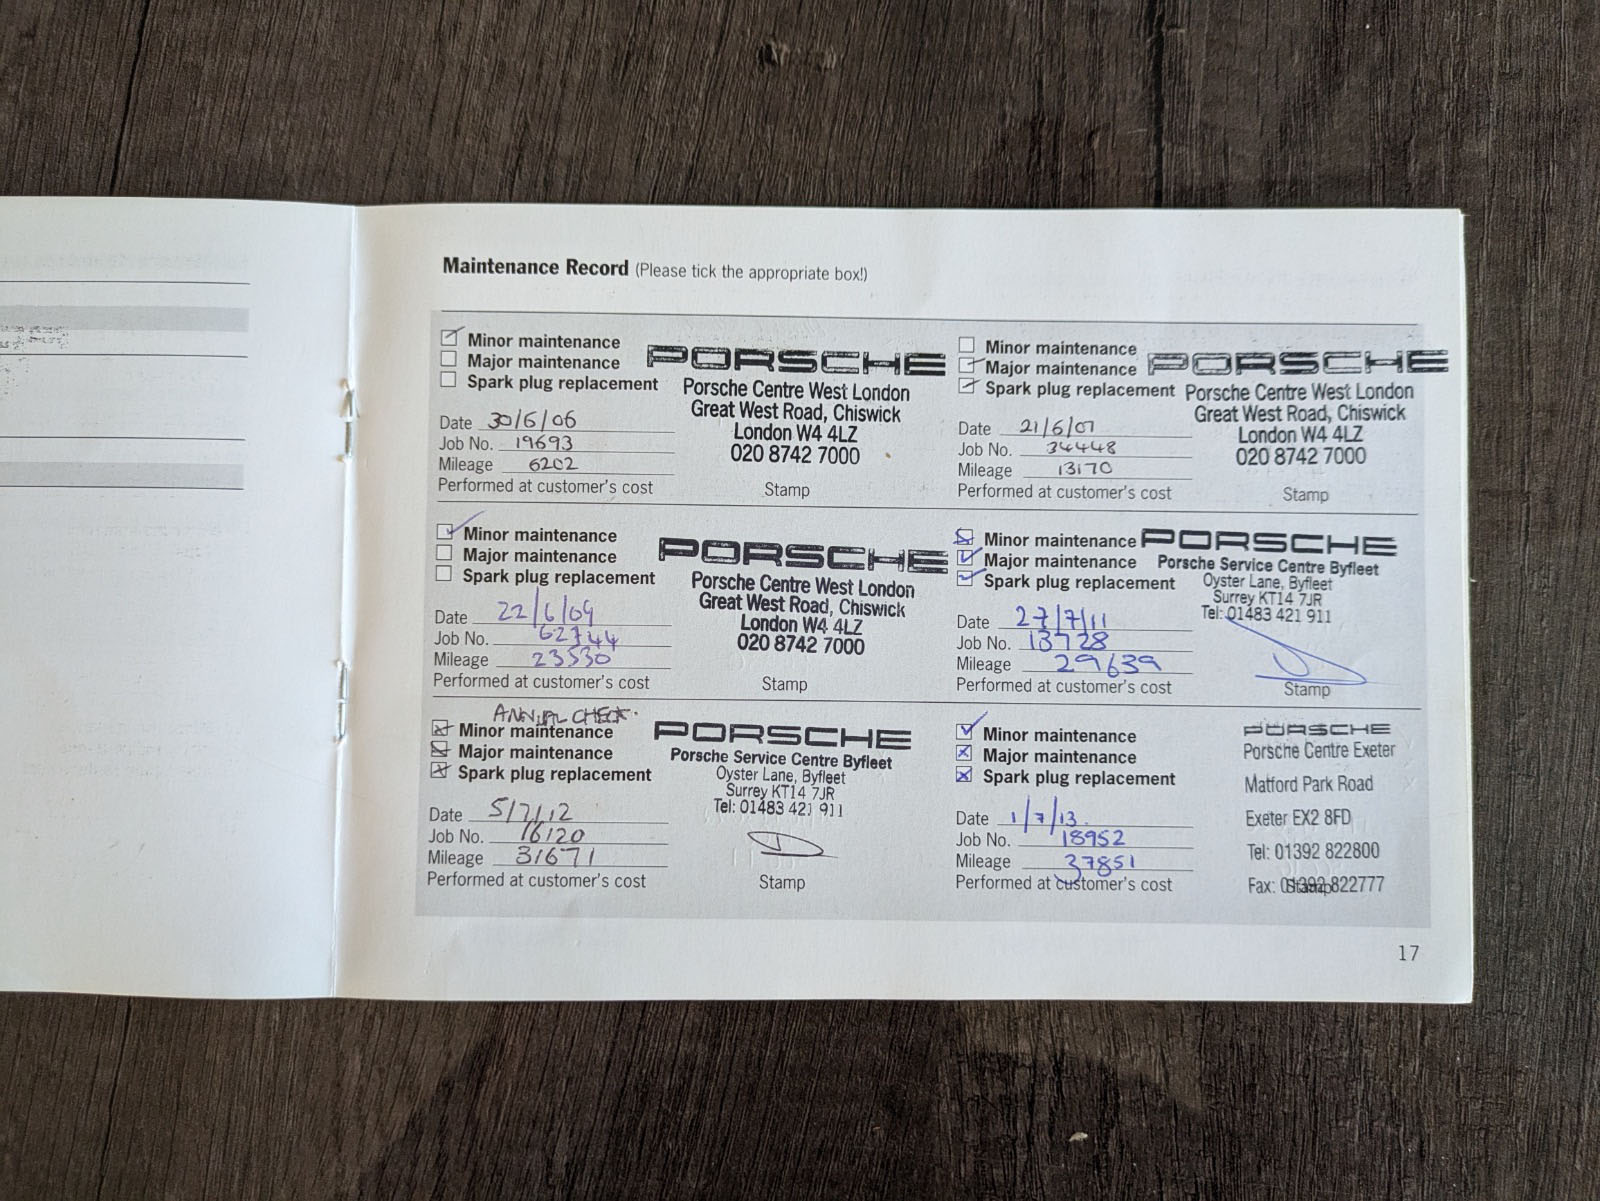 Maintenance Record (Please tick the appropriate box!)
Minor maintenance
Major maintenance
Spark plug replacement
Date 30/6/06
Job No. 19693
Mileage 6202
Performed at customer's cost
PORSCHE
Porsche Centre West London
Great West Road, Chiswick
London W4 4LZ
020 8742 7000
Stamp
Minor maintenance
Major maintenance
Spark plug replacement
Date 21/6/07
Job No. 34448
Mileage 13170
Performed at customer's cost
PORSCHE
Porsche Centre West London
Great West Road, Chiswick
London W4 4LZ
020 8742 7000
Stamp
Minor maintenance
Major maintenance
Spark plug replacement
Date 22/6/09
Job No. 62744
Mileage 23530
Performed at customer's cost
PORSCHE
Porsche Centre West London
Great West Road, Chiswick
London W4 4LZ
020 8742 7000
Stamp
Minor maintenance
Major maintenance
Spark plug replacement
Date 27/7/11
Job No. 13728
Mileage 29639
Performed at customer's cost
PORSCHE
Porsche Service Centre Byfleet
Oyster Lane, Byfleet
Surrey KT14 7JR
Tel: 01483 421 911
Stamp
ANNUAL CHECK.
Minor maintenance
Major maintenance
Spark plug replacement
Date 5/7/12
Job No. 16120
Mileage 31671
Performed at customer's cost
PORSCHE
Porsche Service Centre Byfleet
Oyster Lane, Byfleet
Surrey KT14 7JR
Tel: 01483 421 911
Stamp
Minor maintenance
Major maintenance
Spark plug replacement
Date 1/7/13.
Job No. 18952
Mileage 37851
Performed at customer's cost
PORSCHE
Porsche Centre Exeter
Matford Park Road
Exeter EX2 8FD
Tel: 01392 822800
Fax: 01392 822777
Stamp
17